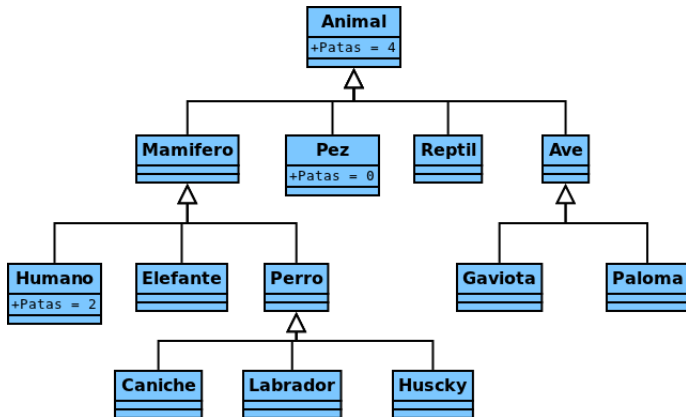 Animal
+Patas = 4
Mamifero
Pez
Reptil
Ave
+Patas = 0
Humano
Elefante
Perro
Gaviota
Paloma
+Patas = 2
Caniche
Labrador
Huscky